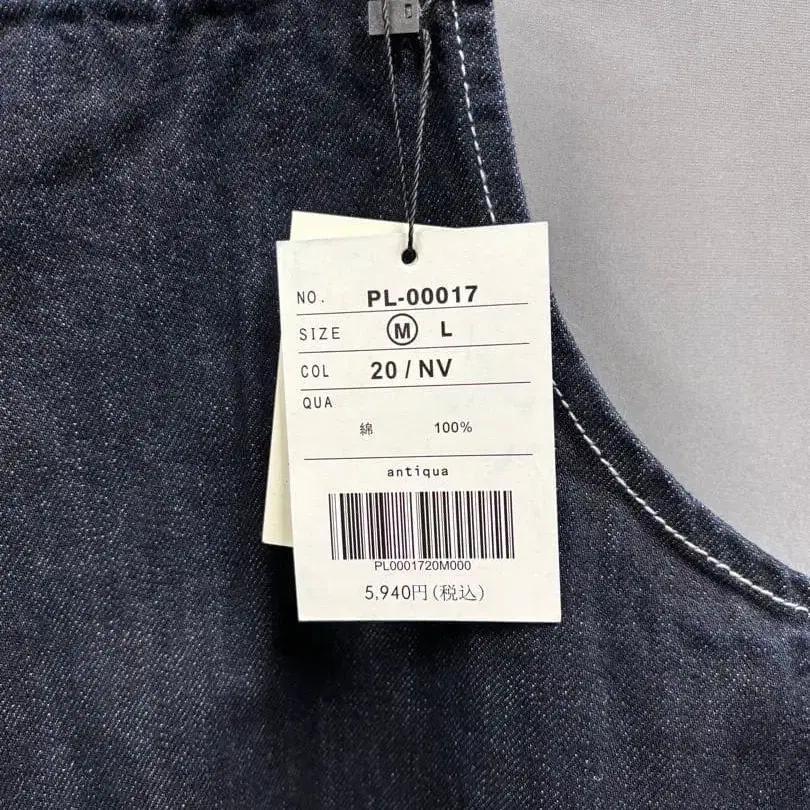 NO. PL-00017
SIZE M L
COL 20 / NV
QUA
綿 100%
antiqua
PL0001720M000
5,940円(税込)